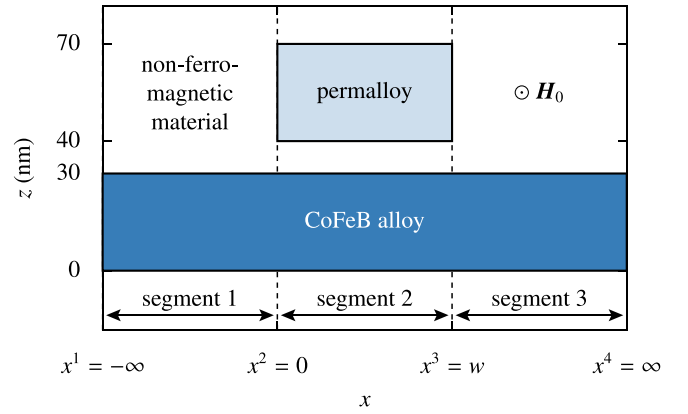 70
non-ferro-
magnetic
material
permalloy
⊙ H₀
40
30
z (nm)
CoFeB alloy
0
segment 1
segment 2
segment 3
x¹ = −∞
x² = 0
x³ = w
x⁴ = ∞
x